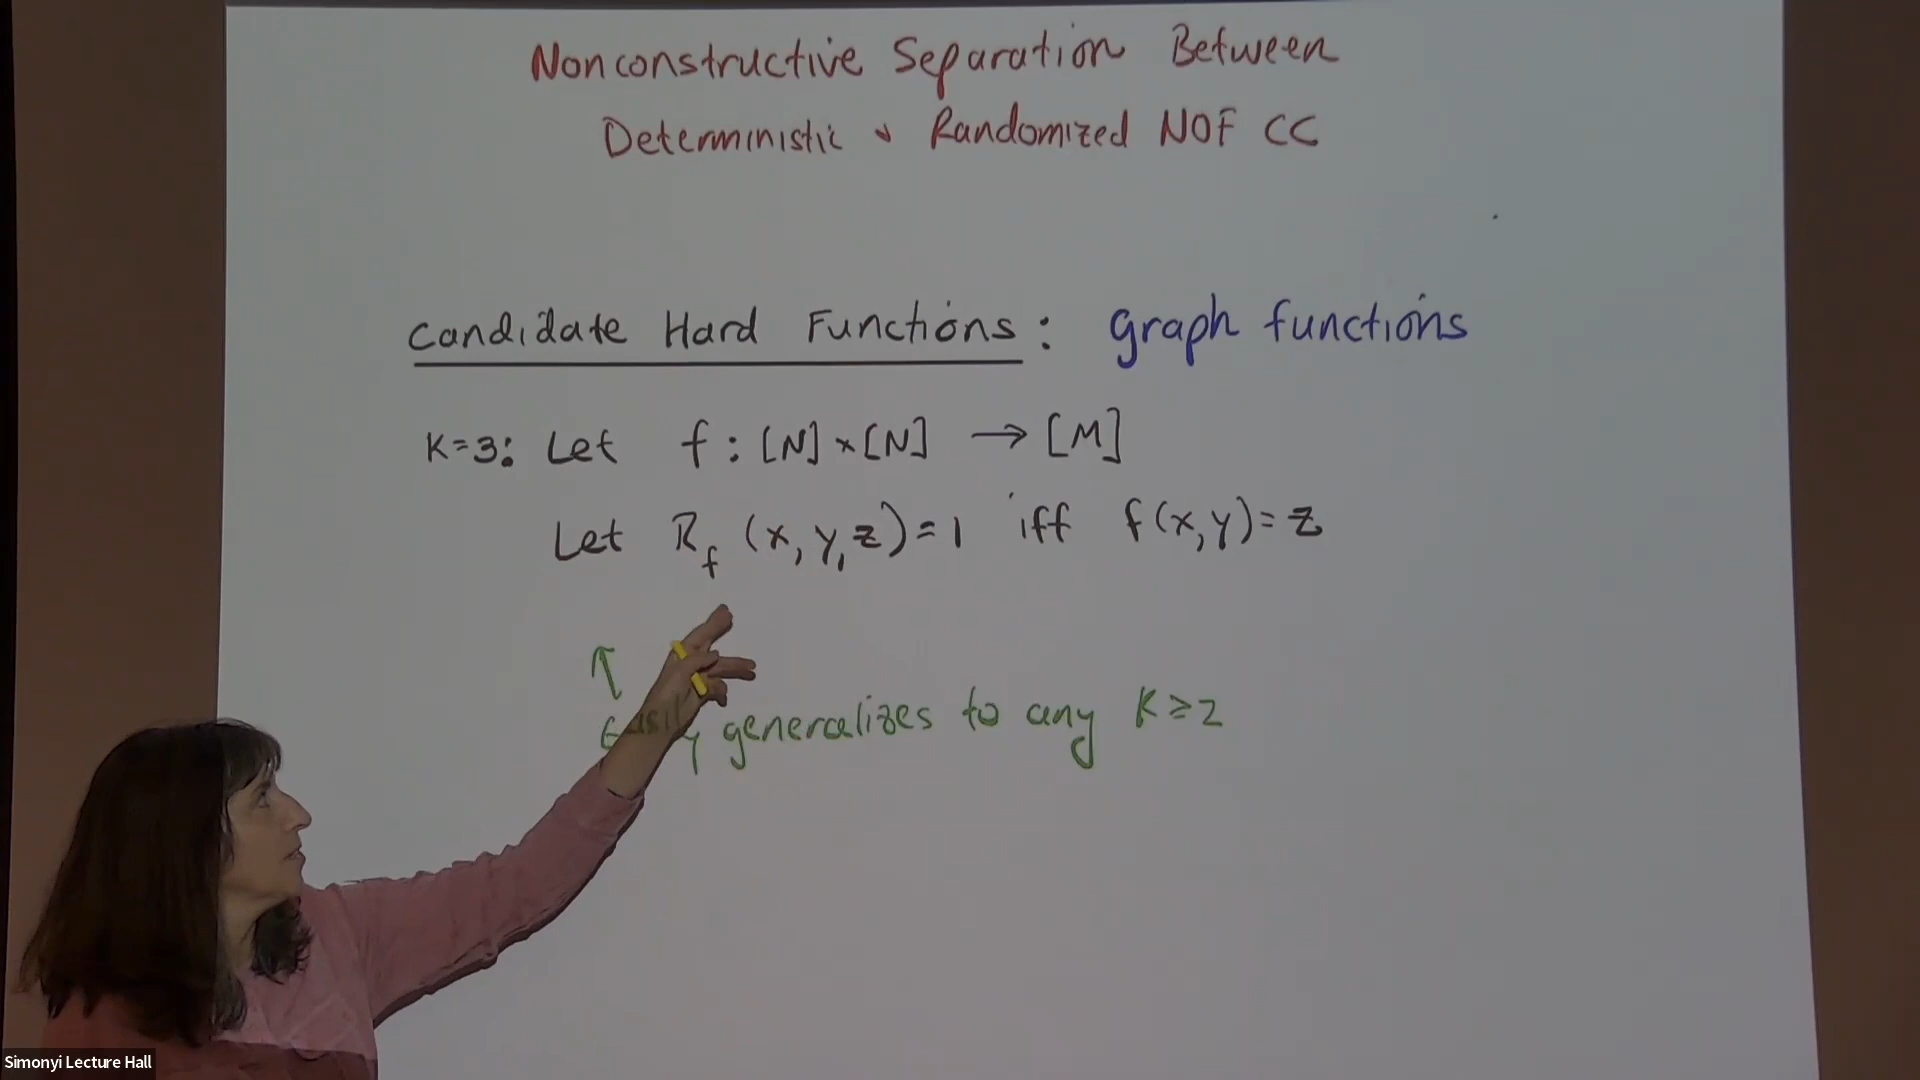 Nonconstructive Separation Between
Deterministic & Randomized NOF CC
Candidate Hard Functions: graph functions
K=3: Let f: [N] × [N] → [M]
Let R_f (x, y, z) = 1 iff f(x, y) = z
↑
Easily generalizes to any K ≥ 2
Simonyi Lecture Hall